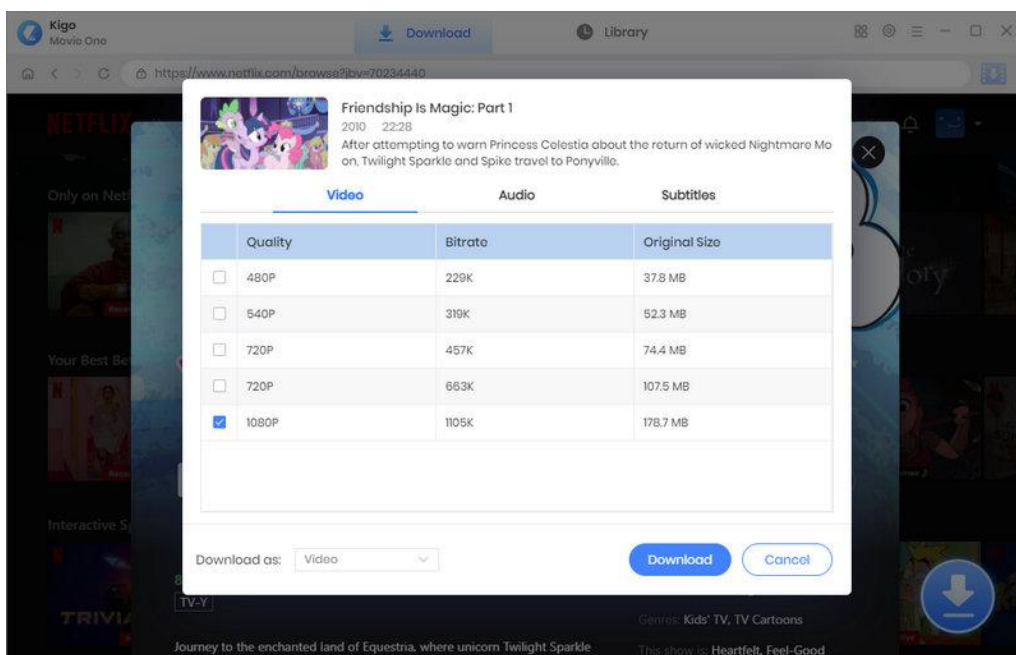 Kigo
Movie One
Download
Library
https://www.netflix.com/browse?jbv=70234440
NETFLIX
Friendship Is Magic: Part 1
2010 22:28
After attempting to warn Princess Celestia about the return of wicked Nightmare Mo
on, Twilight Sparkle and Spike travel to Ponyville.
Only on Netf
Video Audio Subtitles
Quality Bitrate Original Size
480P 229K 37.8 MB
540P 319K 52.3 MB
720P 457K 74.4 MB
Your Best Be
720P 663K 107.5 MB
1080P 1105K 178.7 MB
Interactive S
Download as: Video
Download
Cancel
TV-Y
TRIVIA
Genres: Kids' TV, TV Cartoons
Journey to the enchanted land of Equestria, where unicorn Twilight Sparkle
This show is: Heartfelt, Feel-Good